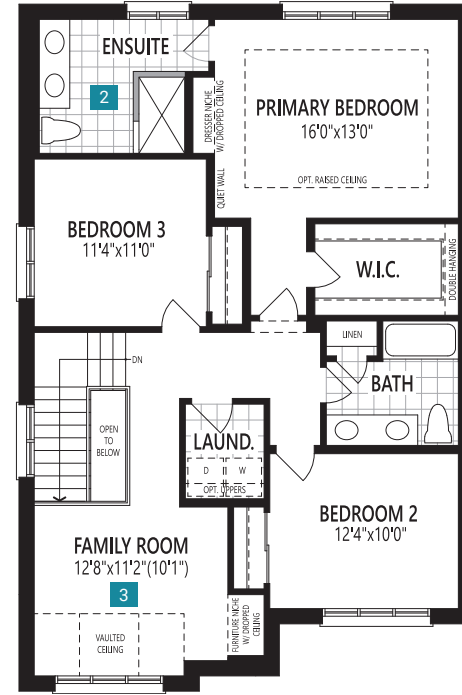 ENSUITE
2
DRESSER NICHE
W/ DROPPED CEILING
PRIMARY BEDROOM
16'0"x13'0"
OPT. RAISED CEILING
QUIET WALL
BEDROOM 3
11'4"x11'0"
W.I.C.
DOUBLE HANGING
LINEN
DN
BATH
OPEN
TO
BELOW
LAUND.
D W
OPT. UPPERS
BEDROOM 2
12'4"x10'0"
FAMILY ROOM
12'8"x11'2"(10'1")
3
VAULTED
CEILING
FURNITURE NICHE
W/ DROPPED
CEILING